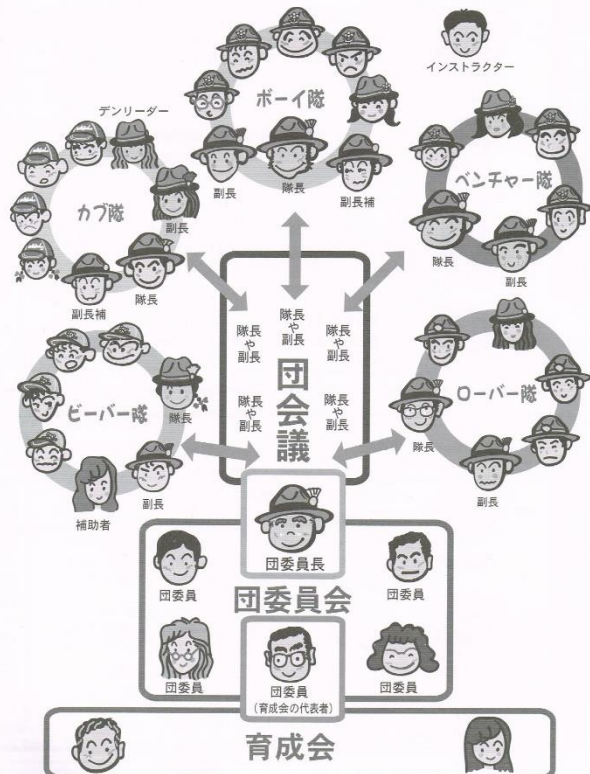 インストラクター
デンリーダー
ボーイ隊
副長
隊長
副長補
カブ隊
副長
隊長
副長補
ベンチャー隊
隊長
副長
隊長
や
副長
隊長
や
副長
隊長
や
副長
隊長
や
副長
隊長
や
副長
団会議
ビーバー隊
隊長
副長
補助者
ローバー隊
隊長
副長
団委員長
団委員会
団委員
団委員
団委員
団委員
(育成会の代表者)
団委員
育成会